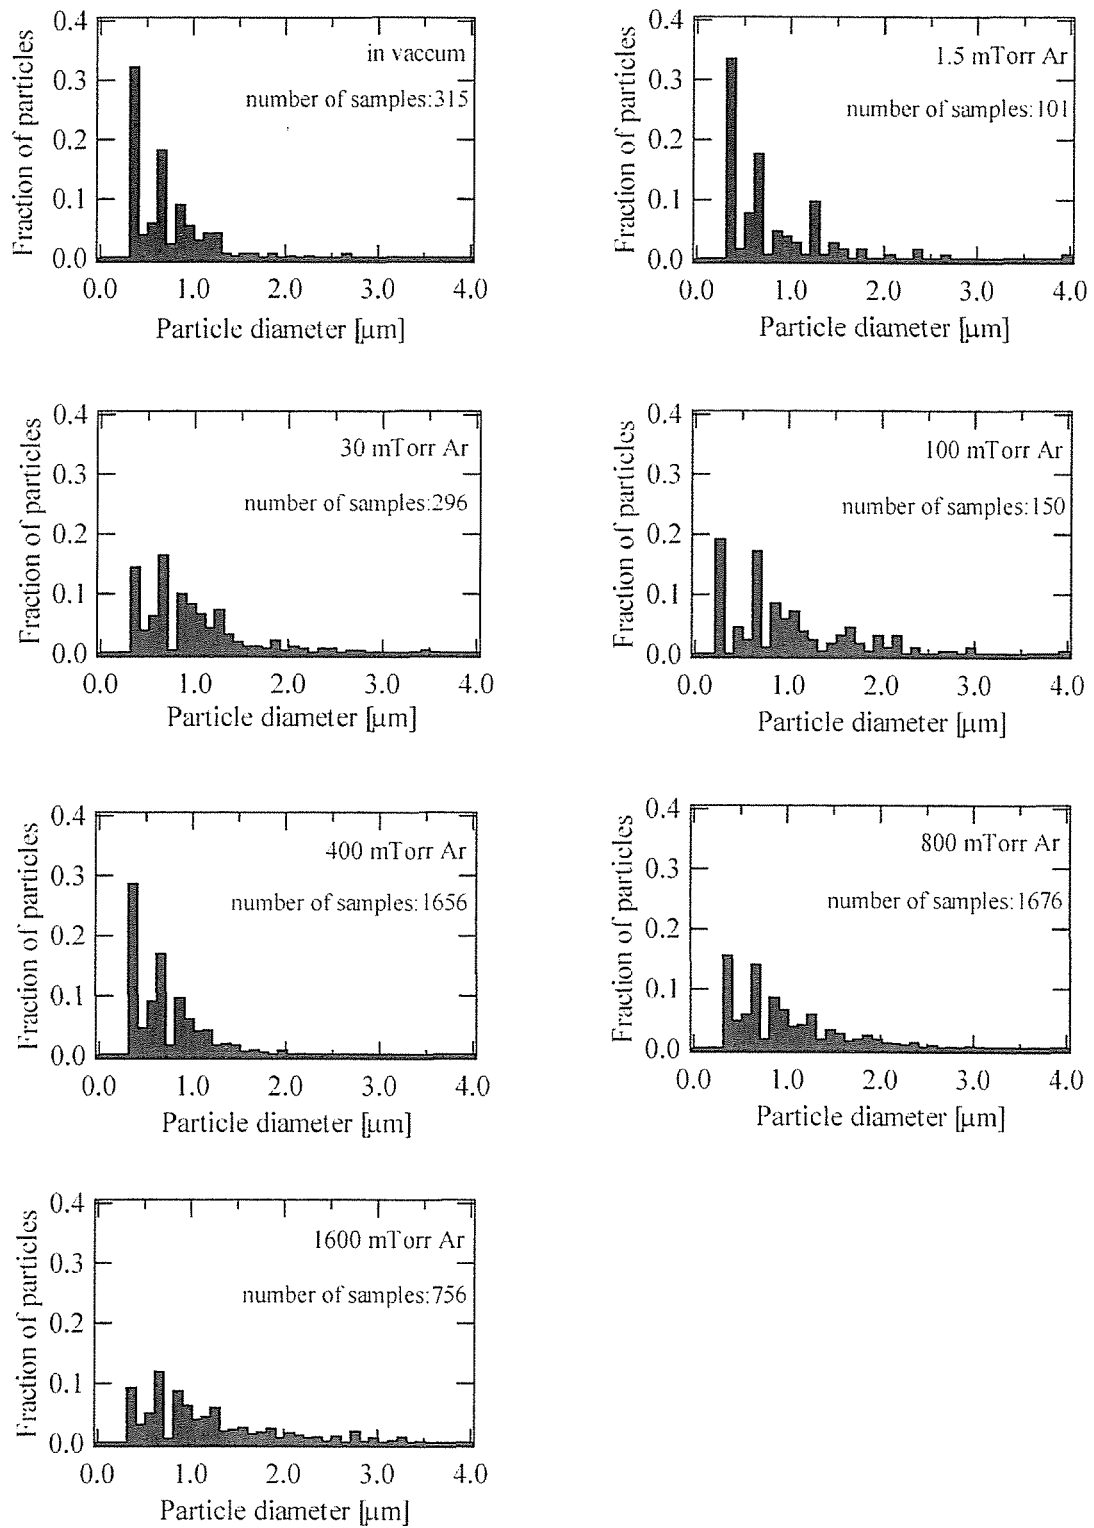 0.4
0.3
0.2
0.1
0.0
Fraction of particles
in vaccum
number of samples:315
0.0 1.0 2.0 3.0 4.0
Particle diameter [μm]
0.4
0.3
0.2
0.1
0.0
Fraction of particles
1.5 mTorr Ar
number of samples:101
0.0 1.0 2.0 3.0 4.0
Particle diameter [μm]
0.4
0.3
0.2
0.1
0.0
Fraction of particles
30 mTorr Ar
number of samples:296
0.0 1.0 2.0 3.0 4.0
Particle diameter [μm]
0.4
0.3
0.2
0.1
0.0
Fraction of particles
100 mTorr Ar
number of samples:150
0.0 1.0 2.0 3.0 4.0
Particle diameter [μm]
0.4
0.3
0.2
0.1
0.0
Fraction of particles
400 mTorr Ar
number of samples:1656
0.0 1.0 2.0 3.0 4.0
Particle diameter [μm]
0.4
0.3
0.2
0.1
0.0
Fraction of particles
800 mTorr Ar
number of samples:1676
0.0 1.0 2.0 3.0 4.0
Particle diameter [μm]
0.4
0.3
0.2
0.1
0.0
Fraction of particles
1600 mTorr Ar
number of samples:756
0.0 1.0 2.0 3.0 4.0
Particle diameter [μm]